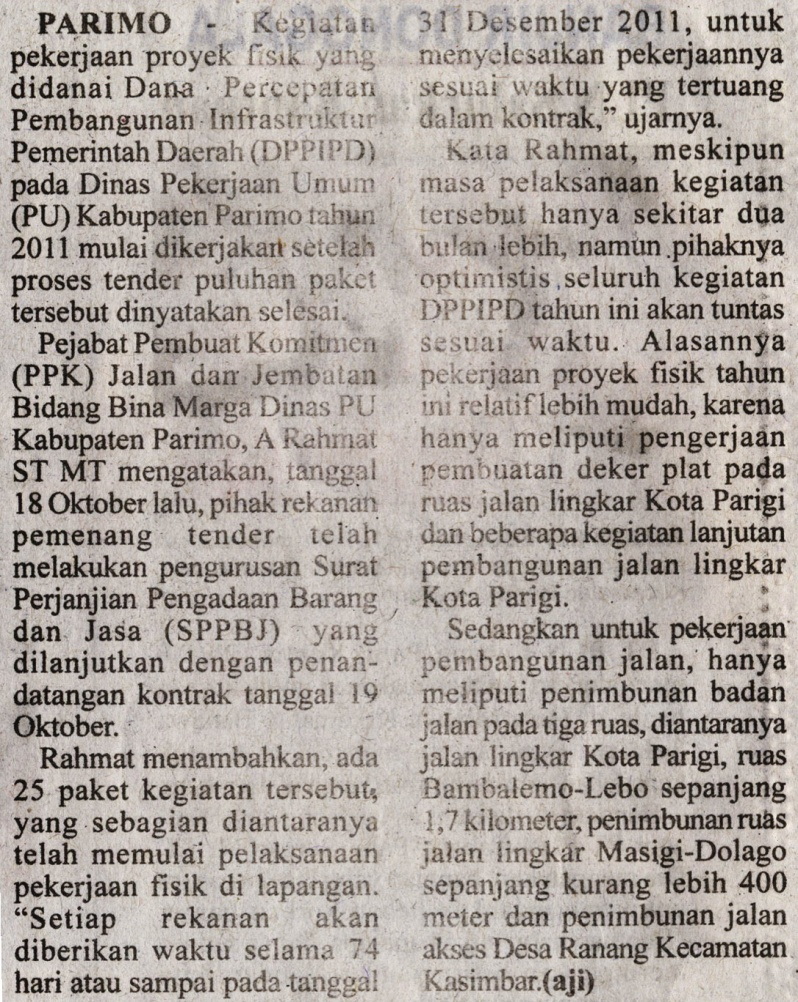 PARIMO - Kegiatan
pekerjaan proyek fisik yang
didanai Dana Percepatan
Pembangunan Infrastruktur
Pemerintah Daerah (DPPIPD)
pada Dinas Pekerjaan Umum
(PU) Kabupaten Parimo tahun
2011 mulai dikerjakan setelah
proses tender puluhan paket
tersebut dinyatakan selesai.
Pejabat Pembuat Komitmen
(PPK) Jalan dan Jembatan
Bidang Bina Marga Dinas PU
Kabupaten Parimo, A Rahmat
ST MT mengatakan, tanggal
18 Oktober lalu, pihak rekanan
pemenang tender telah
melakukan pengurusan Surat
Perjanjian Pengadaan Barang
dan Jasa (SPPBJ) yang
dilanjutkan dengan penan-
datangan kontrak tanggal 19
Oktober.
Rahmat menambahkan, ada
25 paket kegiatan tersebut,
yang sebagian diantaranya
telah memulai pelaksanaan
pekerjaan fisik di lapangan.
“Setiap rekanan akan
diberikan waktu selama 74
hari atau sampai pada tanggal
31 Desember 2011, untuk
menyelesaikan pekerjaannya
sesuai waktu yang tertuang
dalam kontrak,” ujarnya.
Kata Rahmat, meskipun
masa pelaksanaan kegiatan
tersebut hanya sekitar dua
bulan lebih, namun pihaknya
optimistis seluruh kegiatan
DPPIPD tahun ini akan tuntas
sesuai waktu. Alasannya
pekerjaan proyek fisik tahun
ini relatif lebih mudah, karena
hanya meliputi pengerjaan
pembuatan deker plat pada
ruas jalan lingkar Kota Parigi
dan beberapa kegiatan lanjutan
pembangunan jalan lingkar
Kota Parigi.
Sedangkan untuk pekerjaan
pembangunan jalan, hanya
meliputi penimbunan badan
jalan pada tiga ruas, diantaranya
jalan lingkar Kota Parigi, ruas
Bambalemo-Lebo sepanjang
1,7 kilometer, penimbunan ruas
jalan lingkar Masigi-Dolago
sepanjang kurang lebih 400
meter dan penimbunan jalan
akses Desa Ranang Kecamatan
Kasimbar.(aji)